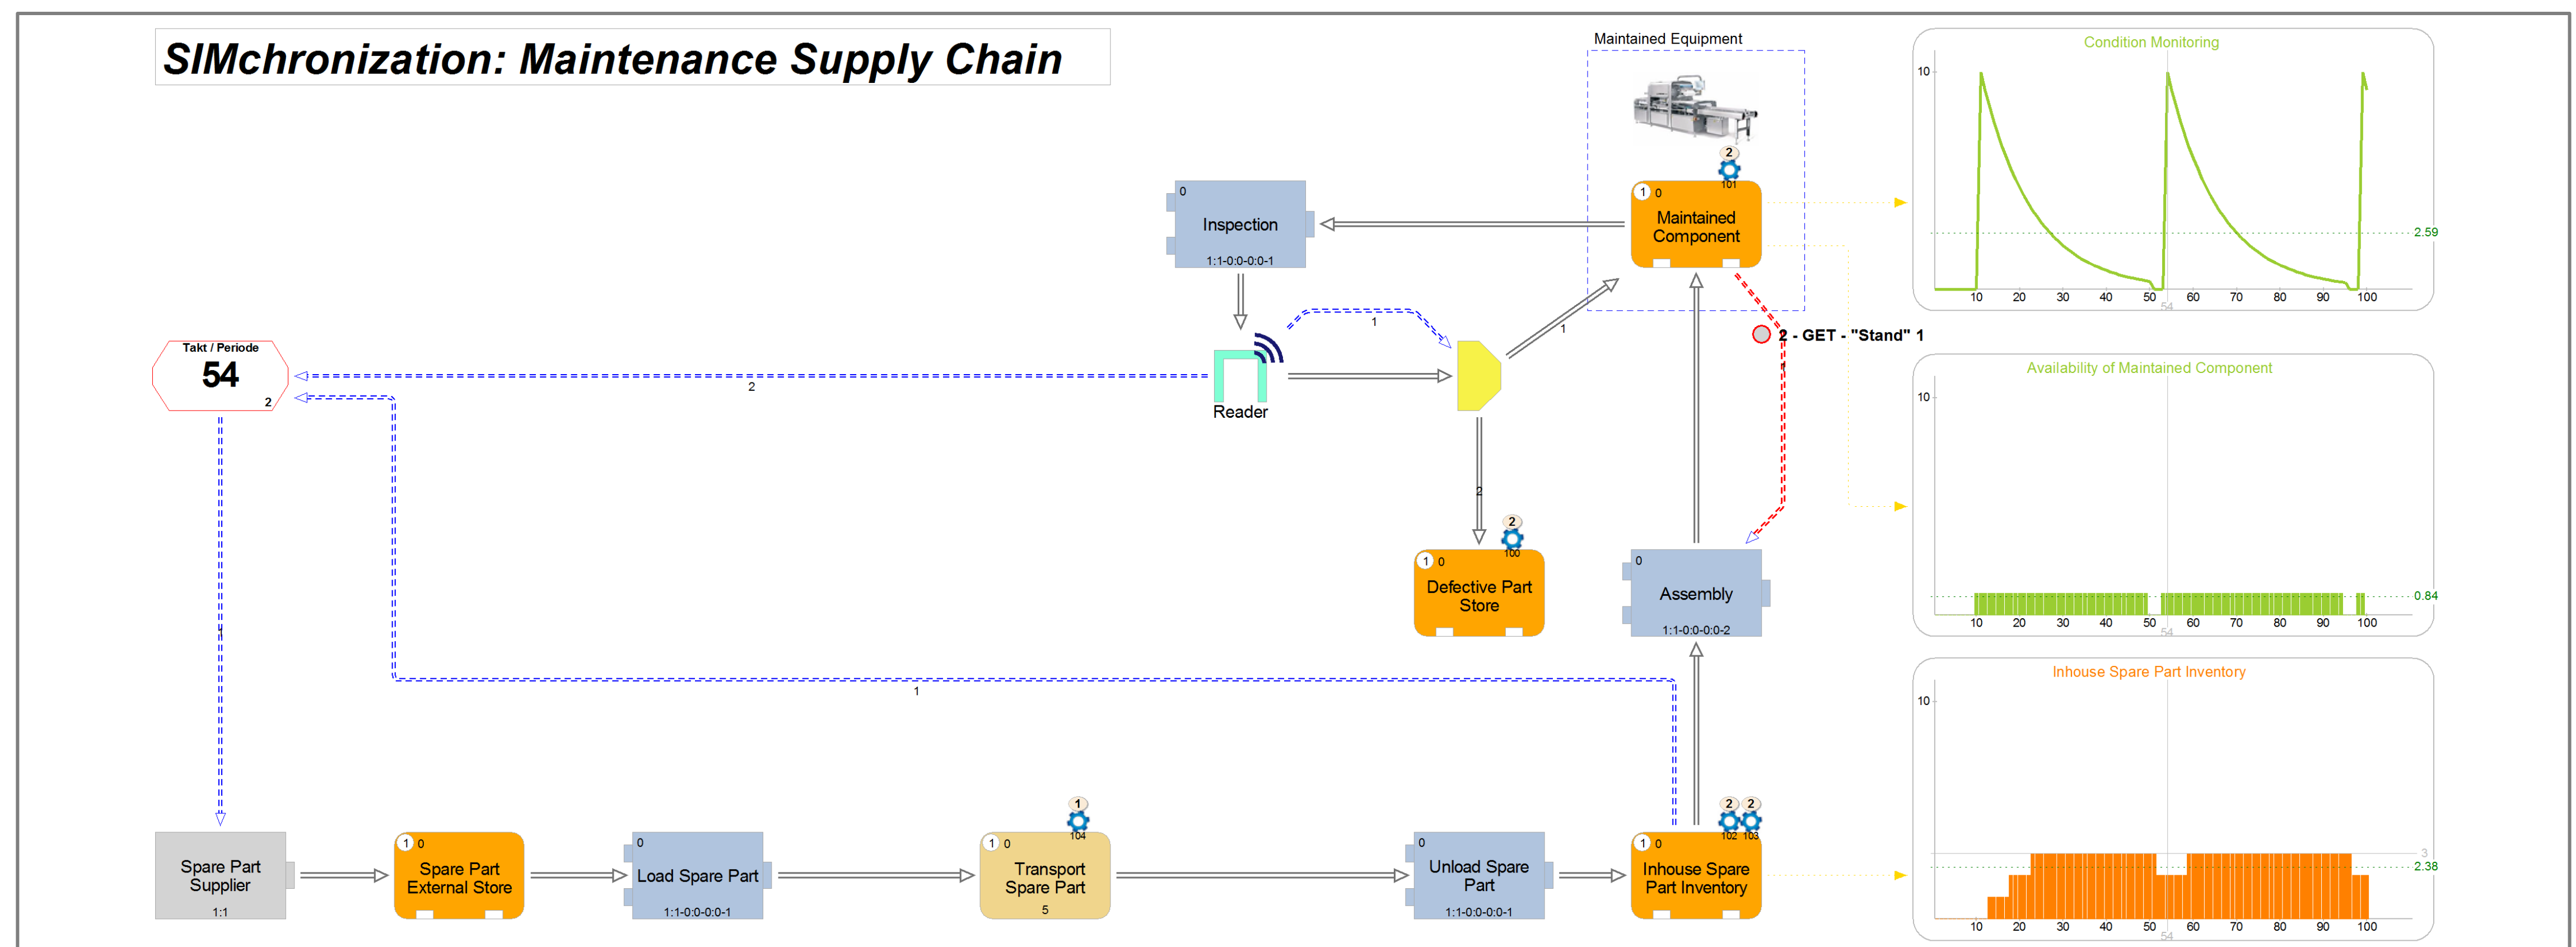 SIMchronization: Maintenance Supply Chain
Maintained Equipment
2
101
1 0
Maintained
Component
0
Inspection
1:1-0:0-0:0-1
Takt / Periode
54
2
2
Reader
1
1
2 - GET - "Stand" 1
1
2
2
100
1 0
Defective Part
Store
0
Assembly
1:1-0:0-0:0-2
1
1
Spare Part
Supplier
1:1
1 0
Spare Part
External Store
0
Load Spare Part
1:1-0:0-0:0-1
1
104
1 0
Transport
Spare Part
5
0
Unload Spare
Part
1:1-0:0-0:0-1
2 2
102 103
1 0
Inhouse Spare
Part Inventory
Condition Monitoring
10
2.59
10 20 30 40 50 60 70 80 90 100
54
Availability of Maintained Component
10
0.84
10 20 30 40 50 60 70 80 90 100
54
Inhouse Spare Part Inventory
10
3
2.38
10 20 30 40 50 60 70 80 90 100
54